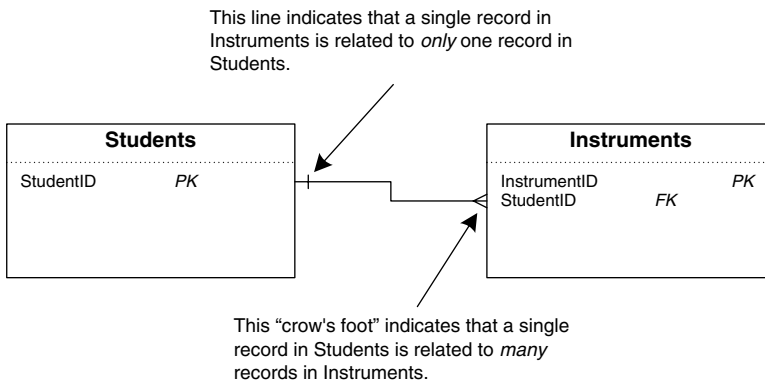 This line indicates that a single record in
Instruments is related to only one record in
Students.
Students
StudentID PK
Instruments
InstrumentID PK
StudentID FK
This “crow's foot” indicates that a single
record in Students is related to many
records in Instruments.